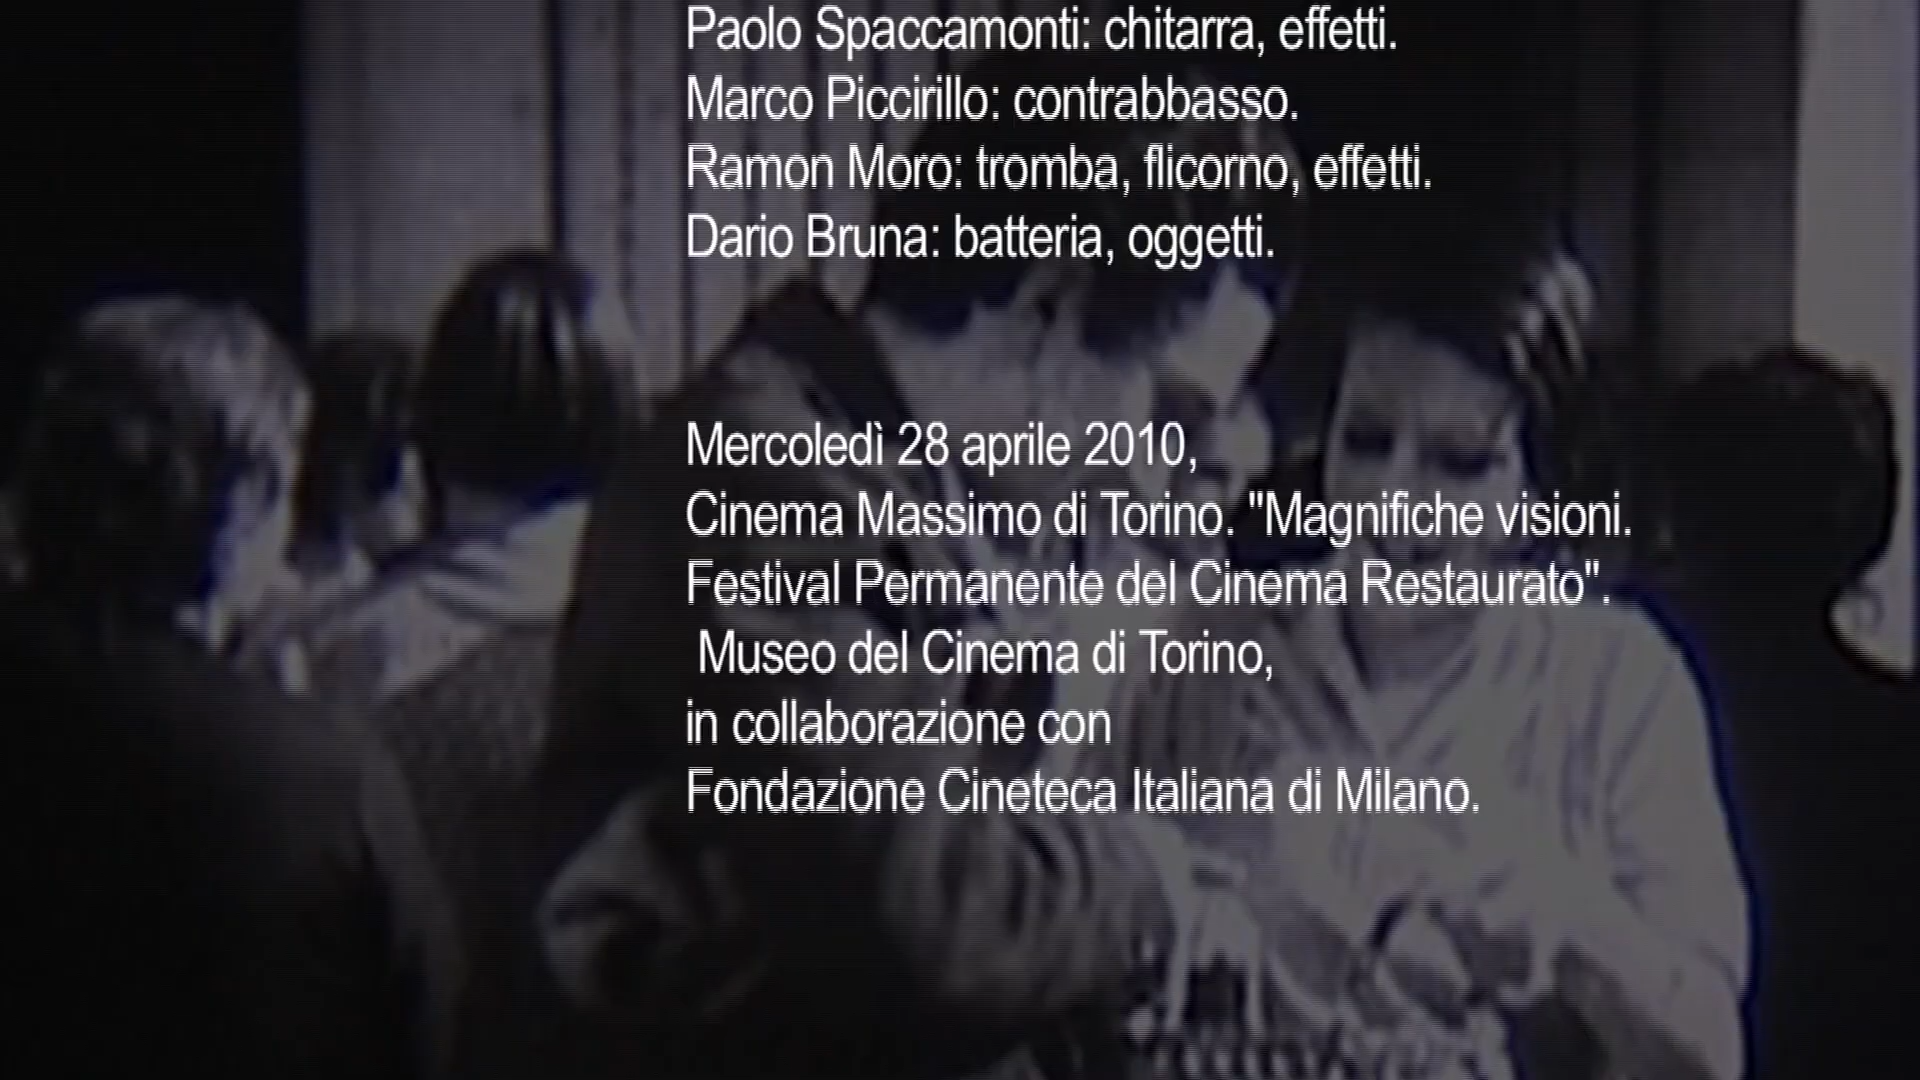 Paolo Spaccamonti: chitarra, effetti.
Marco Piccirillo: contrabbasso.
Ramon Moro: tromba, flicorno, effetti.
Dario Bruna: batteria, oggetti.
Mercoledì 28 aprile 2010,
Cinema Massimo di Torino. "Magnifiche visioni.
Festival Permanente del Cinema Restaurato".
Museo del Cinema di Torino,
in collaborazione con
Fondazione Cineteca Italiana di Milano.